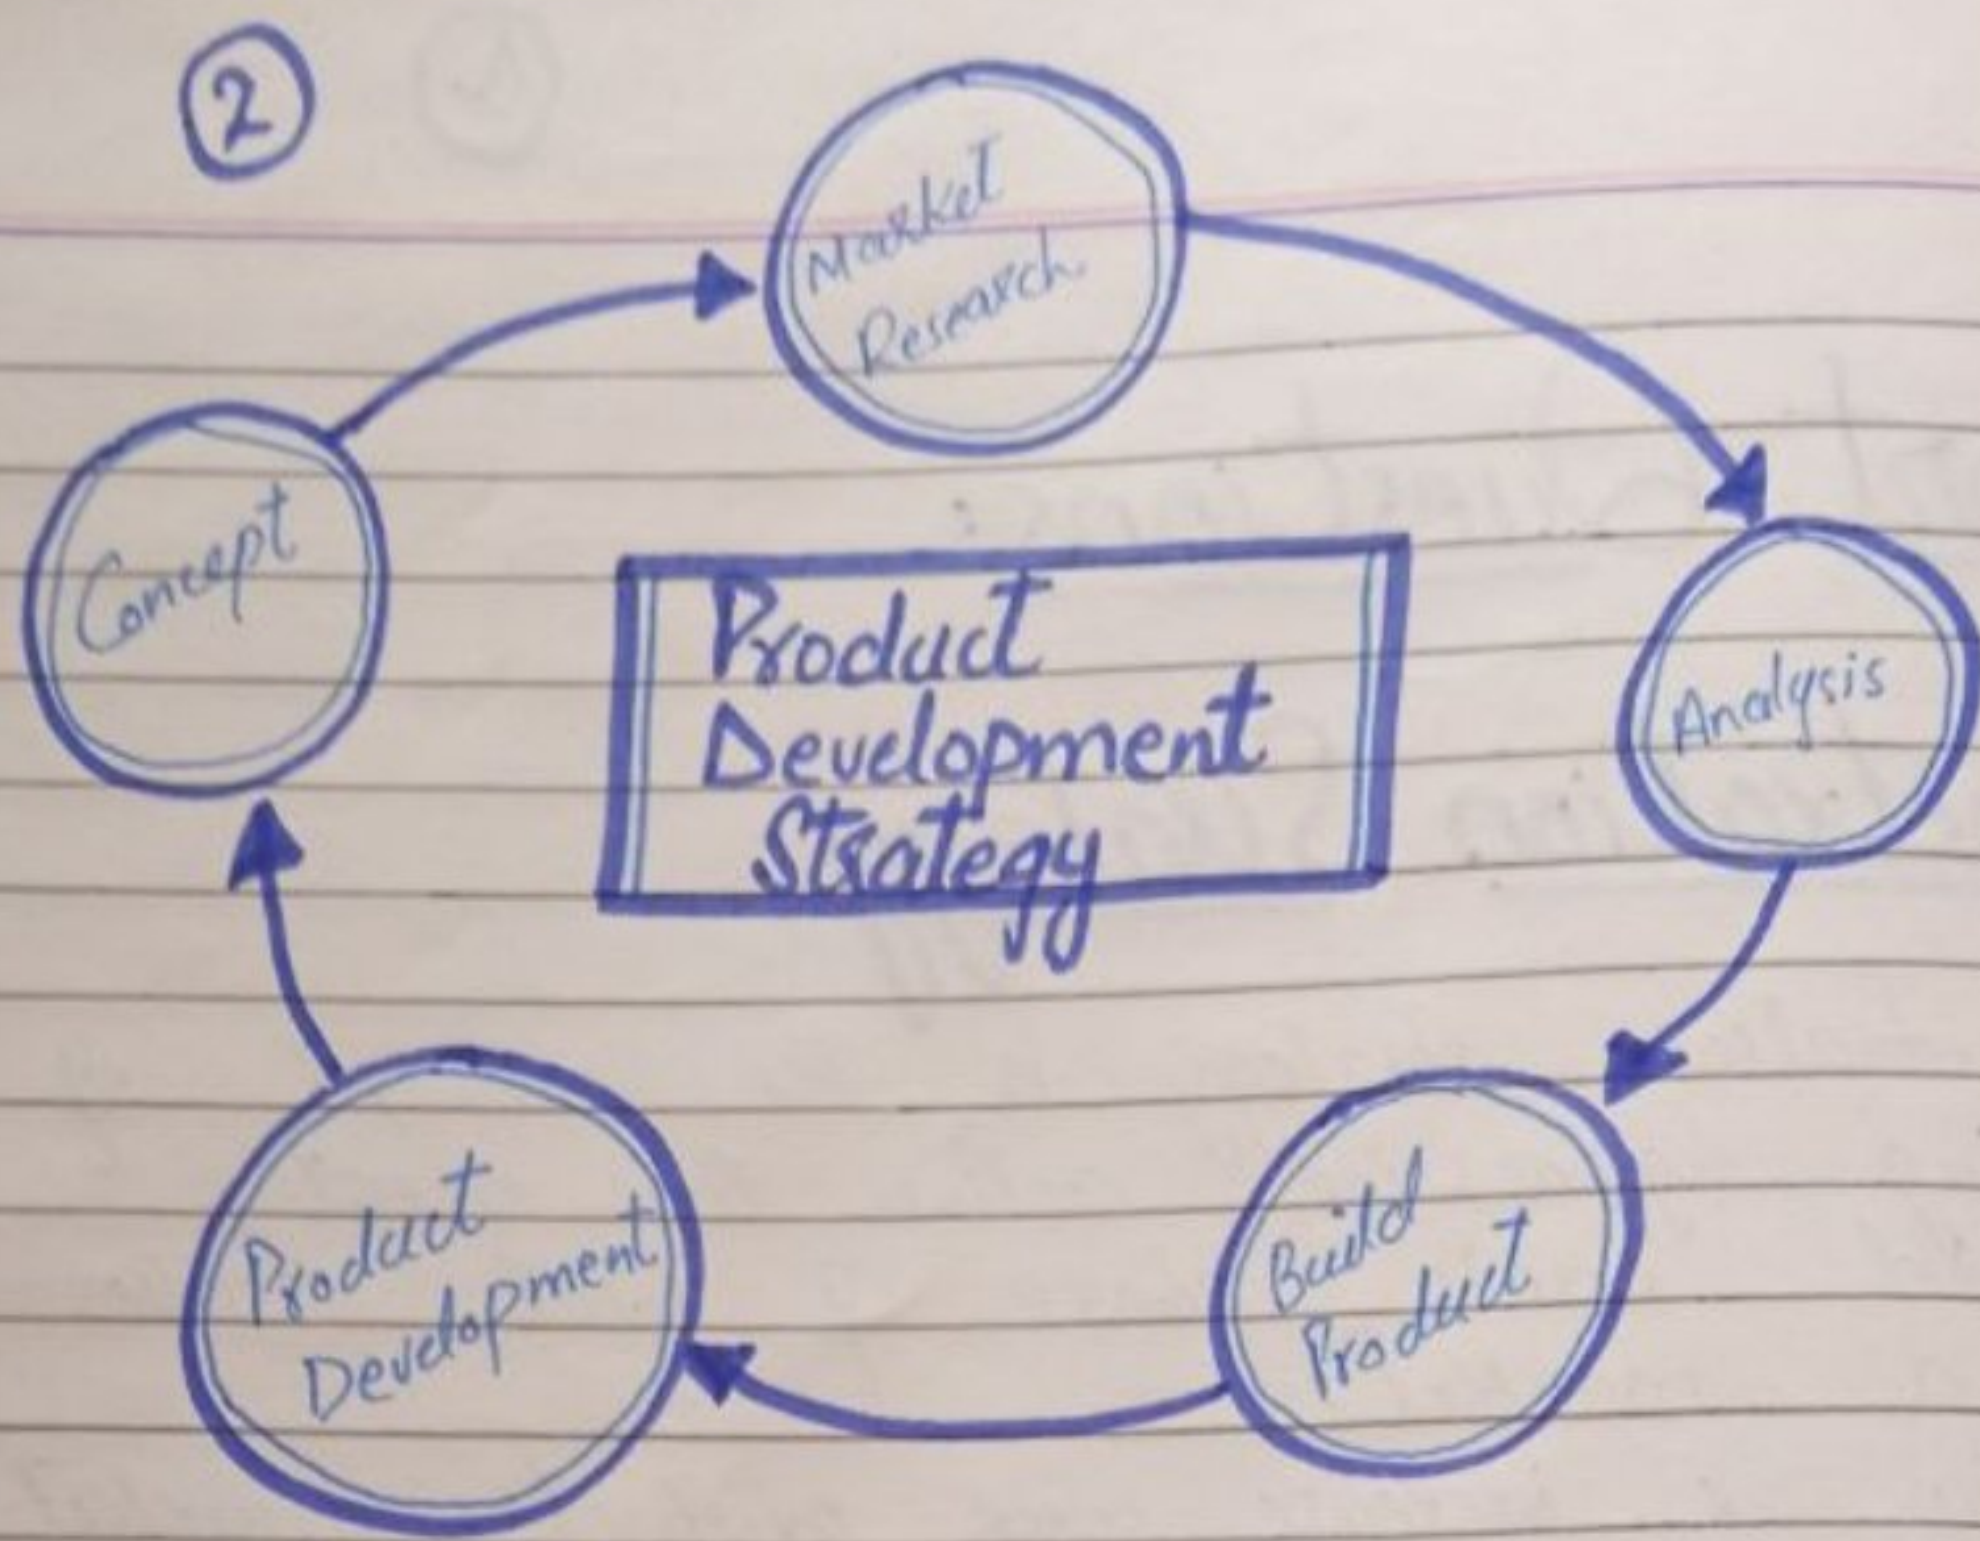 2
Market
Research.
Concept
Product
Development
Strategy
Analysis
Product
Development
Build
Product